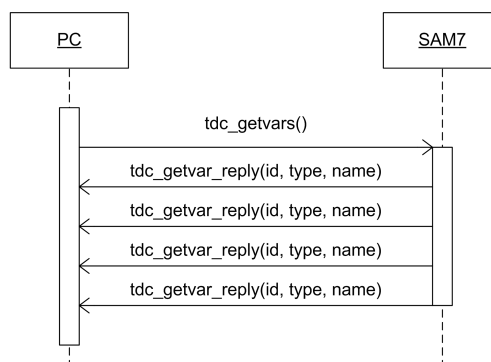 PC
SAM7
tdc_getvars()
tdc_getvar_reply(id, type, name)
tdc_getvar_reply(id, type, name)
tdc_getvar_reply(id, type, name)
tdc_getvar_reply(id, type, name)